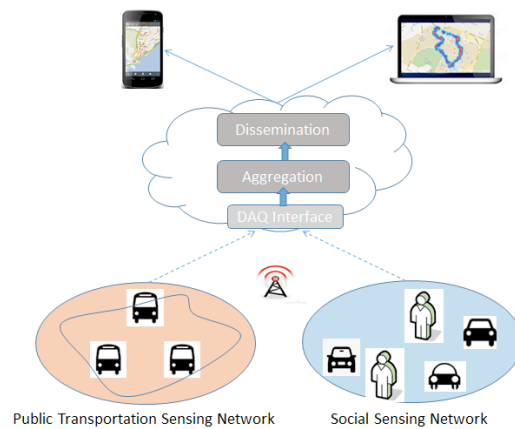 Dissemination
Aggregation
DAQ Interface
Public Transportation Sensing Network
Social Sensing Network